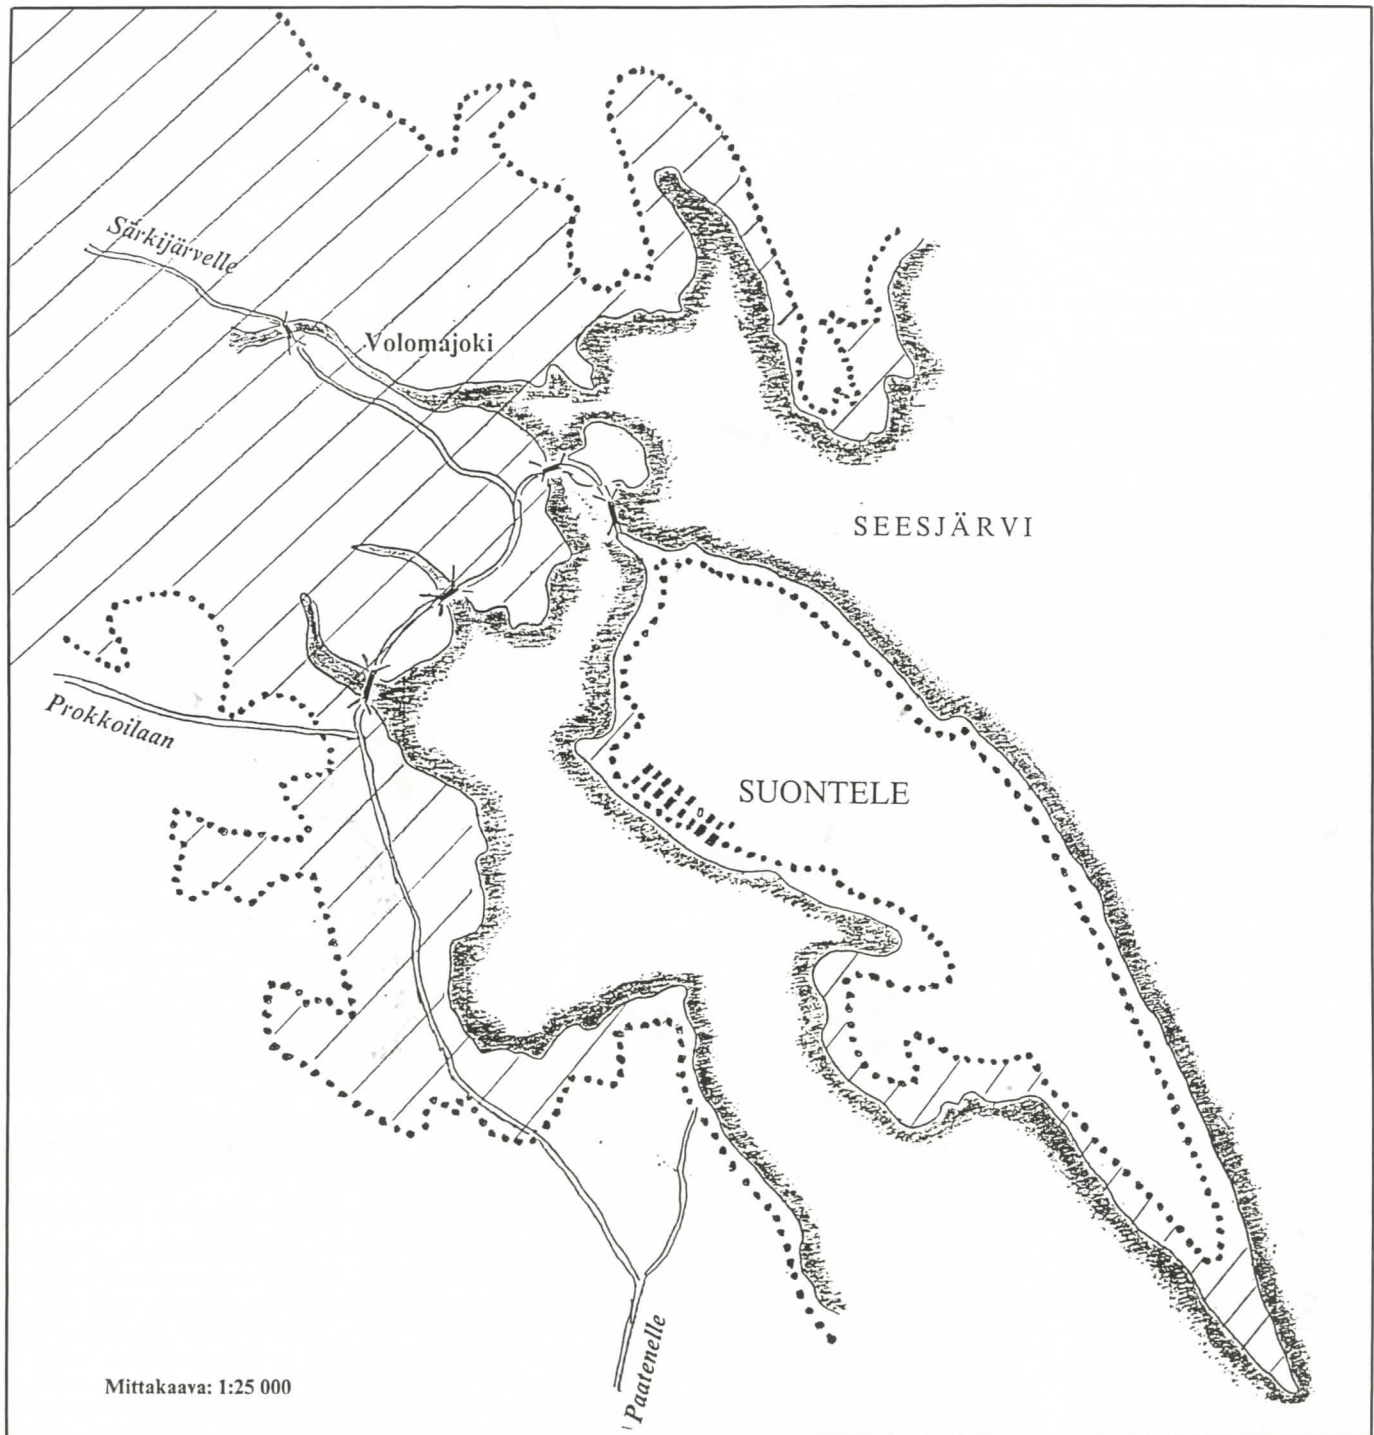 Särkijärvelle
Volomajoki
SEESJÄRVI
Prokkoilaan
SUONTELE
Paatenelle
Mittakaava: 1:25 000